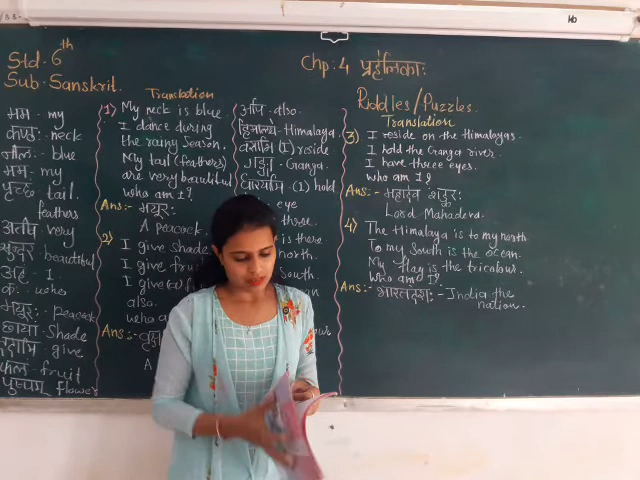 Std. 6th
Sub. Sanskrit.
Chp: 4 प्रहेलिकाः
Riddles/Puzzles.
मम - my
कण्ठः - neck
नीलः - blue
मम - my
पृच्छं tail.
feathers
अतीव very
सुन्दरं beautiful
अहं - I.
कः - who
मयूरः - peacock
छाया - Shade
ददामि - give
फलं - fruit
पुष्पम् flower
Translation
1) My neck is blue.
I dance during
the rainy Season.
My tail (feathers)
are very beautiful
who am I?
Ans:- मयूरः
A peacock.
2)
I give Shade
I give
I give
also.
who a
Ans:-
A
अपि - also.
हिमालय - Himalaya.
वसामि (I) reside
गङ्गा - Ganga
धारयामि (I) hold
eye
three.
is there
north.
South.
Translation
3) I reside on the Himalayas.
I hold the Ganga river.
I have three eyes.
who am I?
Ans:- महादेव शङ्करः
Lord Mahadeva.
4) The Himalaya is to my north
To my South is the ocean.
My flag is the tricolour.
Who am I?
Ans:- भारतदेशः - India the
nation.